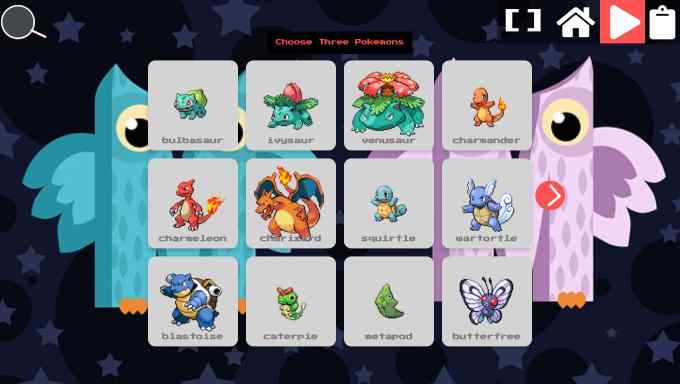 Choose Three Pokemons
bulbasaur
ivysaur
venusaur
charmander
charmeleon
charizard
squirtle
wartortle
blastoise
caterpie
metapod
butterfree